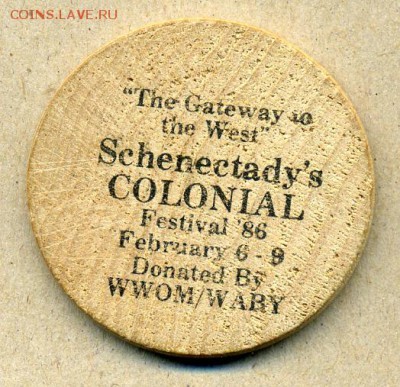 COINS.LAVE.RU
"The Gateway to
the West"
Schenectady's
COLONIAL
Festival '86
February 6 - 9
Donated By
WWOM/WABY